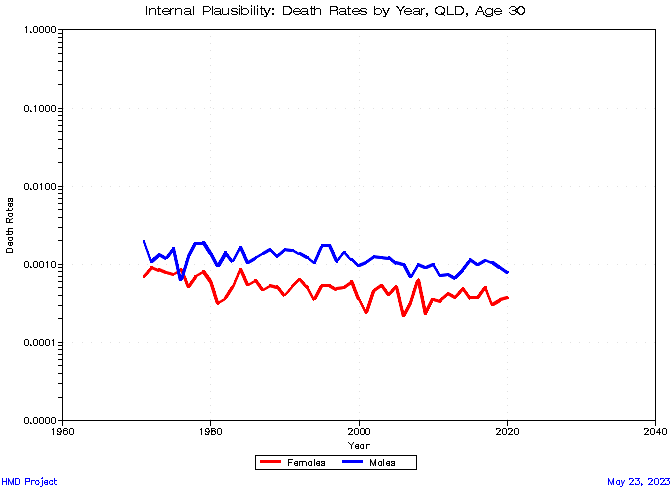 Internal Plausibility: Death Rates by Year, QLD, Age 30
1.0000
0.1000
0.0100
0.0010
0.0001
0.0000
Death Rates
1960
1980
2000
2020
2040
Year
Females
Males
HMD Project
May 23, 2023